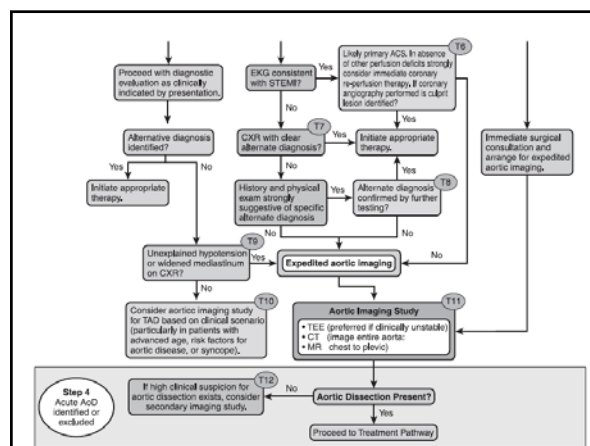 Proceed with diagnostic
evaluation as clinically
indicated by presentation.
Alternative diagnosis
identified?
Yes
No
Initiate appropriate
therapy.
EKG consistent
with STEMI?
Yes
No
T6
Likely primary ACS. In absence
of other perfusion deficits strongly
consider immediate coronary
re-perfusion therapy. If coronary
angiography performed is culprit
lesion identified?
Yes
No
T7
CXR with clear
alternate diagnosis?
Yes
No
Initiate appropriate
therapy.
History and physical
exam strongly
suggestive of specific
alternate diagnosis
Yes
No
T8
Alternate diagnosis
confirmed by further
testing?
Yes
No
Immediate surgical
consultation and
arrange for expedited
aortic imaging.
T9
Unexplained hypotension
or widened mediastinum
on CXR?
Yes
No
Expedited aortic imaging
T10
Consider aorticc imaging study
for TAD based on clinical scenario
(particularly in patients with
advanced age, risk factors for
aortic disease, or syncope).
T11
Aortic Imaging Study
• TEE (preferred if clinically unstable)
• CT (image entire aorta:
• MR chest to plevic)
Step 4
Acute AoD
identified or
excluded
T12
If high clinical suspicion for
aortic dissection exists, consider
secondary imaging study.
No
Aortic Dissection Present?
Yes
Proceed to Treatment Pathway